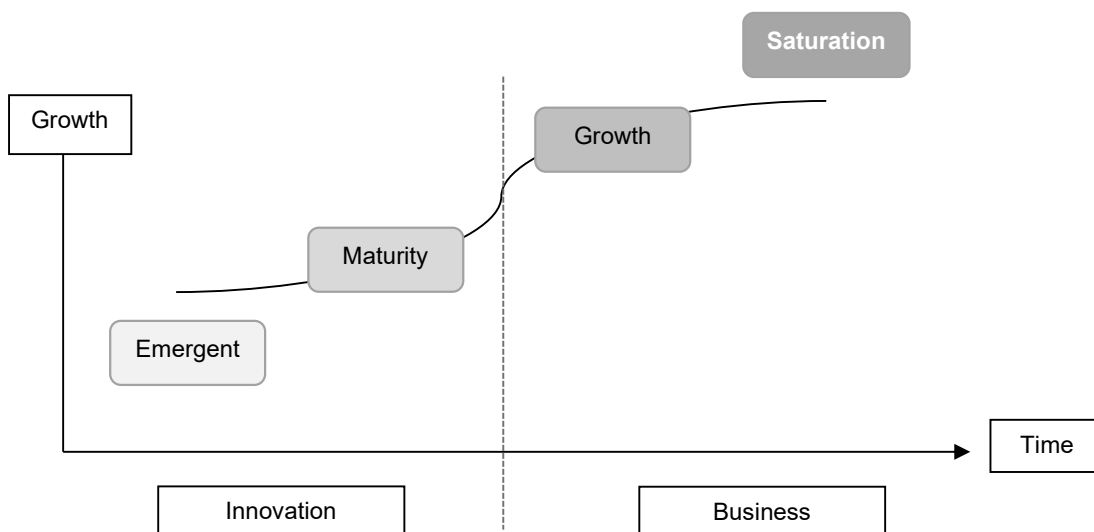 Saturation
Growth
Growth
Maturity
Emergent
Time
Innovation
Business